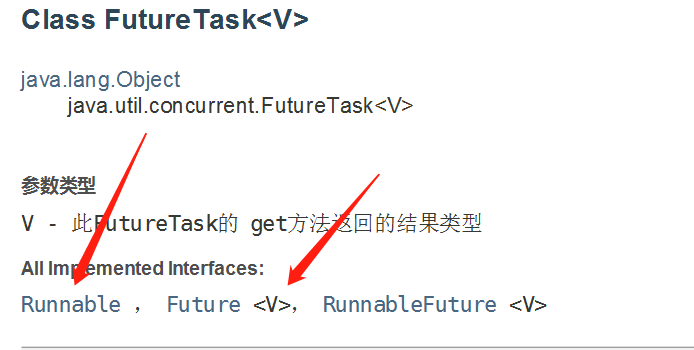 Class FutureTask<V>
java.lang.Object
java.util.concurrent.FutureTask<V>
参数类型
V - 此FutureTask的 get方法返回的结果类型
All Implemented Interfaces:
Runnable ， Future <V>， RunnableFuture <V>